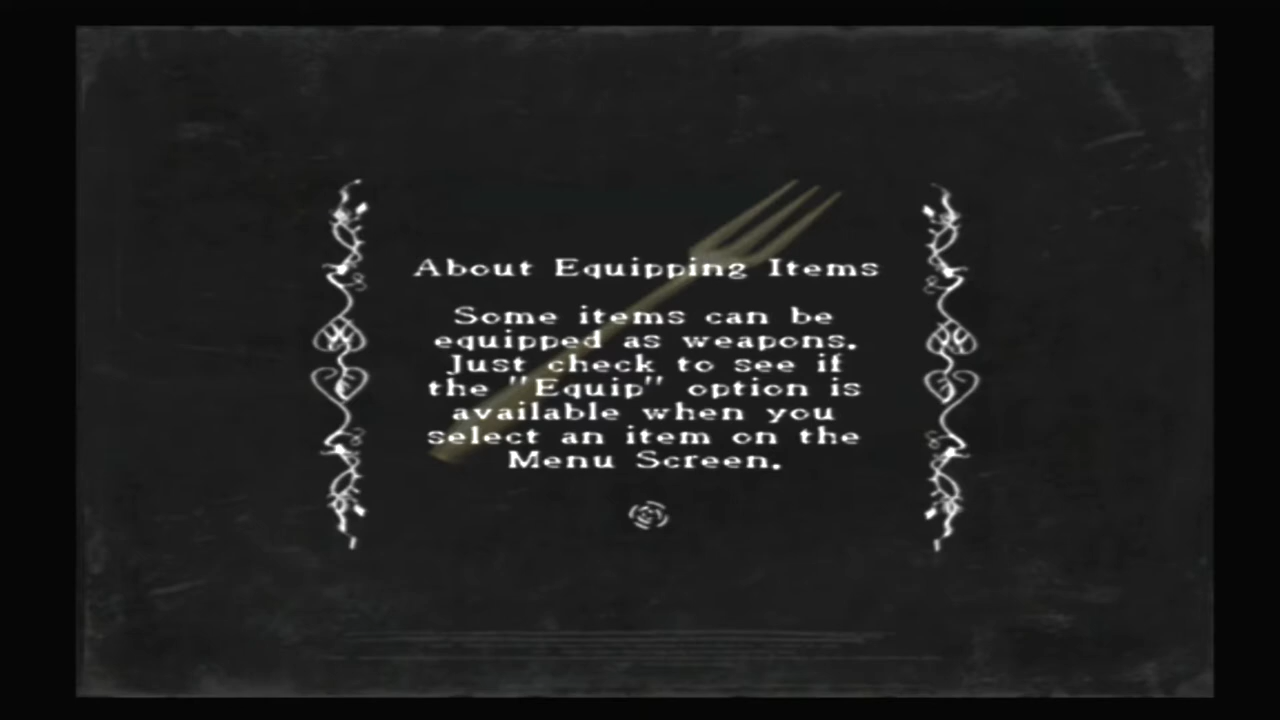 About Equipping Items
Some items can be
equipped as weapons.
Just check to see if
the "Equip" option is
available when you
select an item on the
Menu Screen.